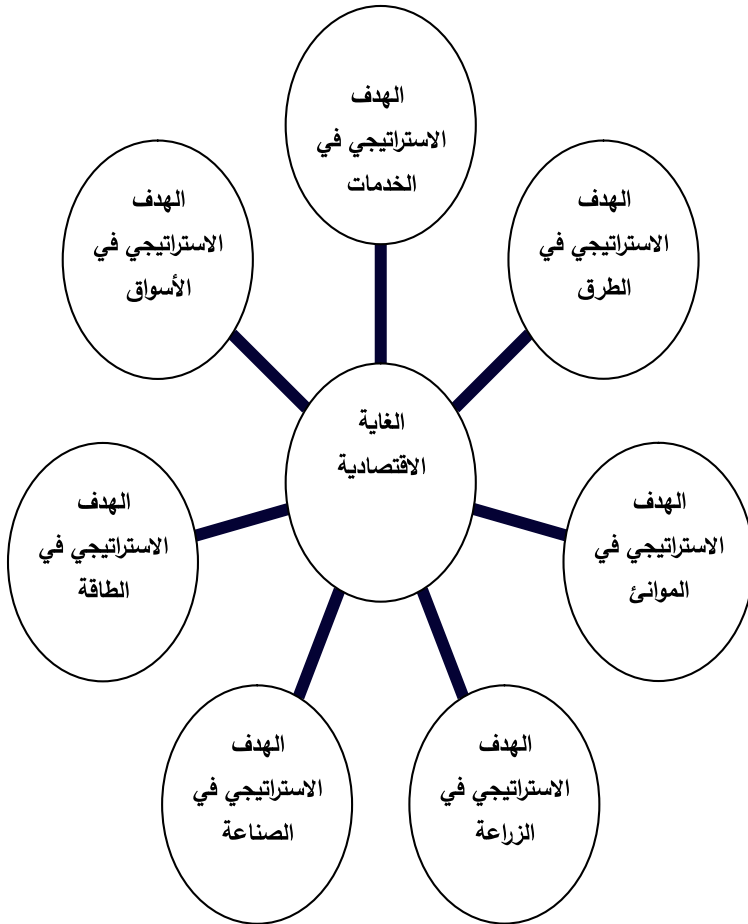 الهدف
الاستراتيجي في
الخدمات
الهدف
الاستراتيجي في
الطرق
الهدف
الاستراتيجي في
الأسواق
الغاية
الاقتصادية
الهدف
الاستراتيجي في
الموانئ
الهدف
الاستراتيجي في
الطاقة
الهدف
الاستراتيجي في
الزراعة
الهدف
الاستراتيجي في
الصناعة